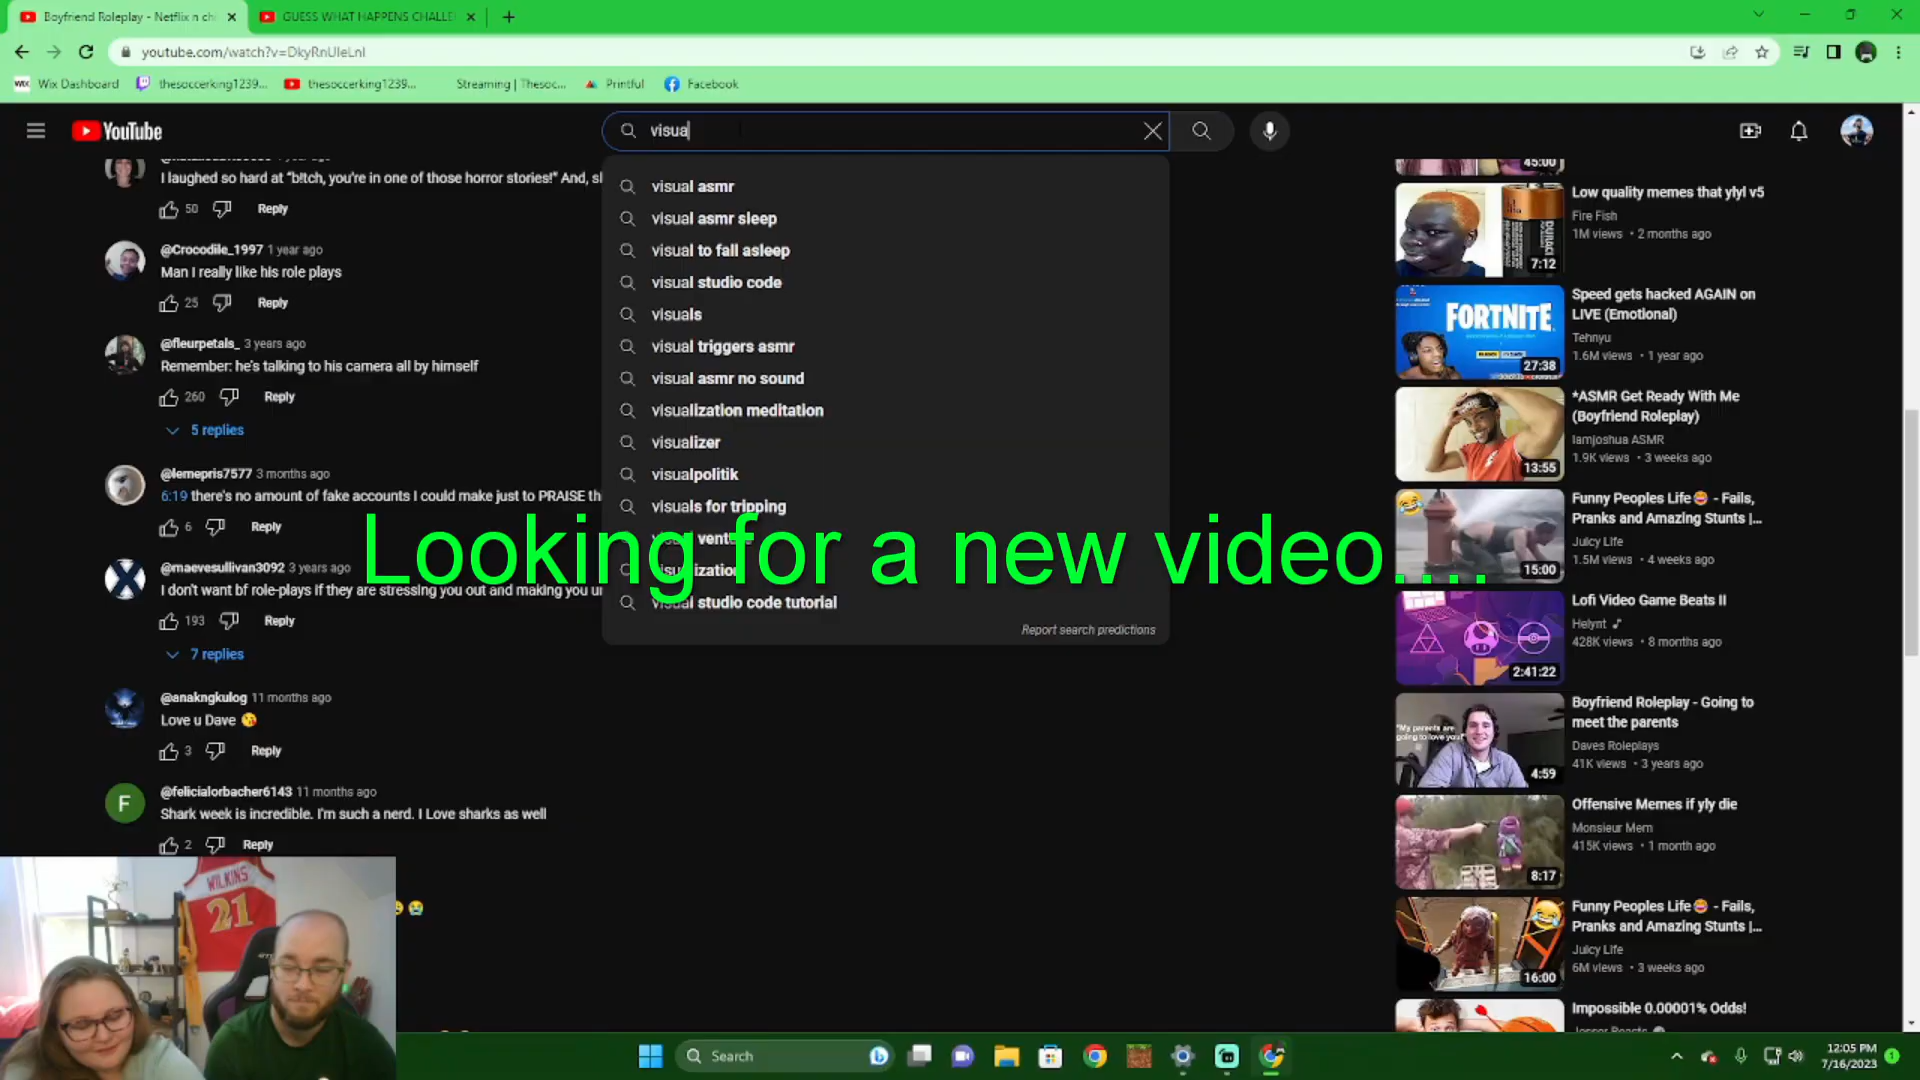 Boyfriend Roleplay - Netflix n chi
GUESS WHAT HAPPENS CHALLE
youtube.com/watch?v=DkyRnUleLnI
Wix Dashboard
thesoccerking1239...
thesoccerking1239...
Streaming | Thesoc...
Printful
Facebook
YouTube
visua
visual asmr
visual asmr sleep
visual to fall asleep
visual studio code
visuals
visual triggers asmr
visual asmr no sound
visualization meditation
visualizer
visualpolitik
visuals for tripping
visual studio code tutorial
Report search predictions
Looking for a new video....
I laughed so hard at “b!tch, you're in one of those horror stories!” And, sl
50 Reply
@Crocodile_1997 1 year ago
Man I really like his role plays
25 Reply
@fleurpetals_ 3 years ago
Remember: he's talking to his camera all by himself
260 Reply
5 replies
@lemepris7577 3 months ago
6:19 there's no amount of fake accounts I could make just to PRAISE th
6 Reply
@maevesullivan3092 3 years ago
I don't want bf role-plays if they are stressing you out and making you un
193 Reply
7 replies
@anakngkulog 11 months ago
Love u Dave 😘
3 Reply
F
@felicialorbacher6143 11 months ago
Shark week is incredible. I'm such a nerd. I Love sharks as well
2 Reply
WILKINS
21
45:00
Low quality memes that ylyl v5
Fire Fish
1M views • 2 months ago
7:12
Speed gets hacked AGAIN on
LIVE (Emotional)
Tehnyu
1.6M views • 1 year ago
FORTNITE
27:38
*ASMR Get Ready With Me
(Boyfriend Roleplay)
Iamjoshua ASMR
1.9K views • 3 weeks ago
13:55
Funny Peoples Life🤣 - Fails,
Pranks and Amazing Stunts |...
Juicy Life
1.5M views • 4 weeks ago
15:00
Lofi Video Game Beats II
Helynt
428K views • 8 months ago
2:41:22
Boyfriend Roleplay - Going to
meet the parents
Daves Roleplays
41K views • 3 years ago
"My parents are
going to love you!"
4:59
Offensive Memes if yly die
Monsieur Mem
415K views • 1 month ago
8:17
Funny Peoples Life🤣 - Fails,
Pranks and Amazing Stunts |...
Juicy Life
6M views • 3 weeks ago
16:00
Impossible 0.00001% Odds!
Search
12:05 PM
7/16/2023
1